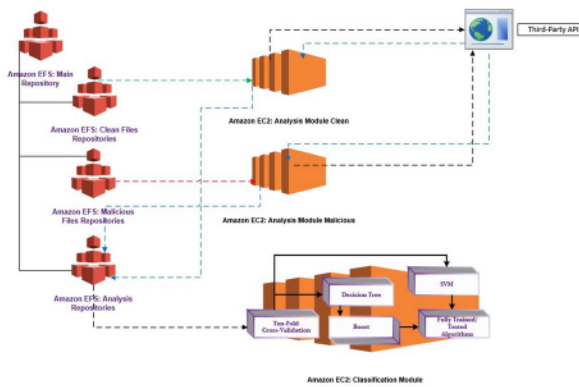 Third-Party API
Amazon EFS: Main
Repository
Amazon EFS: Clean Files
Repositories
Amazon EC2: Analysis Module Clean
Amazon EFS: Malicious
Files Repositories
Amazon EC2: Analysis Module Malicious
Amazon EFS: Analysis
Repositories
SVM
Decision Tree
Ten-Fold
Cross-Validation
Boost
Fully Trained/
Tested
Algorithms
Amazon EC2: Classification Module